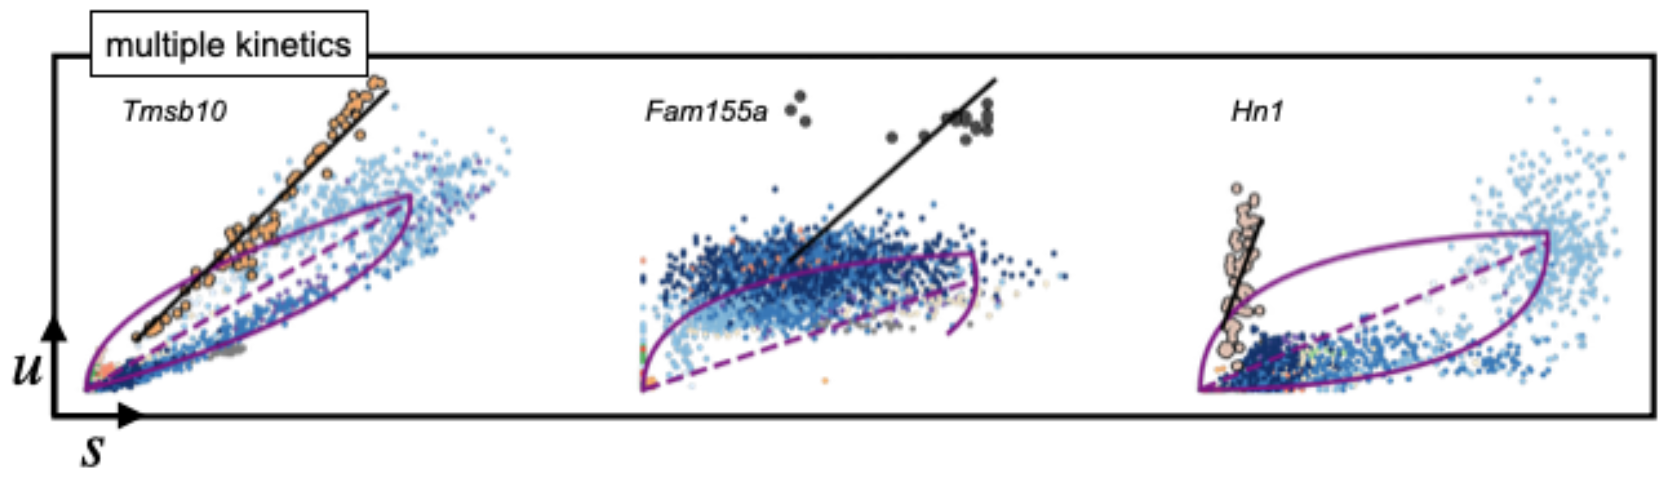 multiple kinetics
Tmsb10
Fam155a
Hn1
u
s